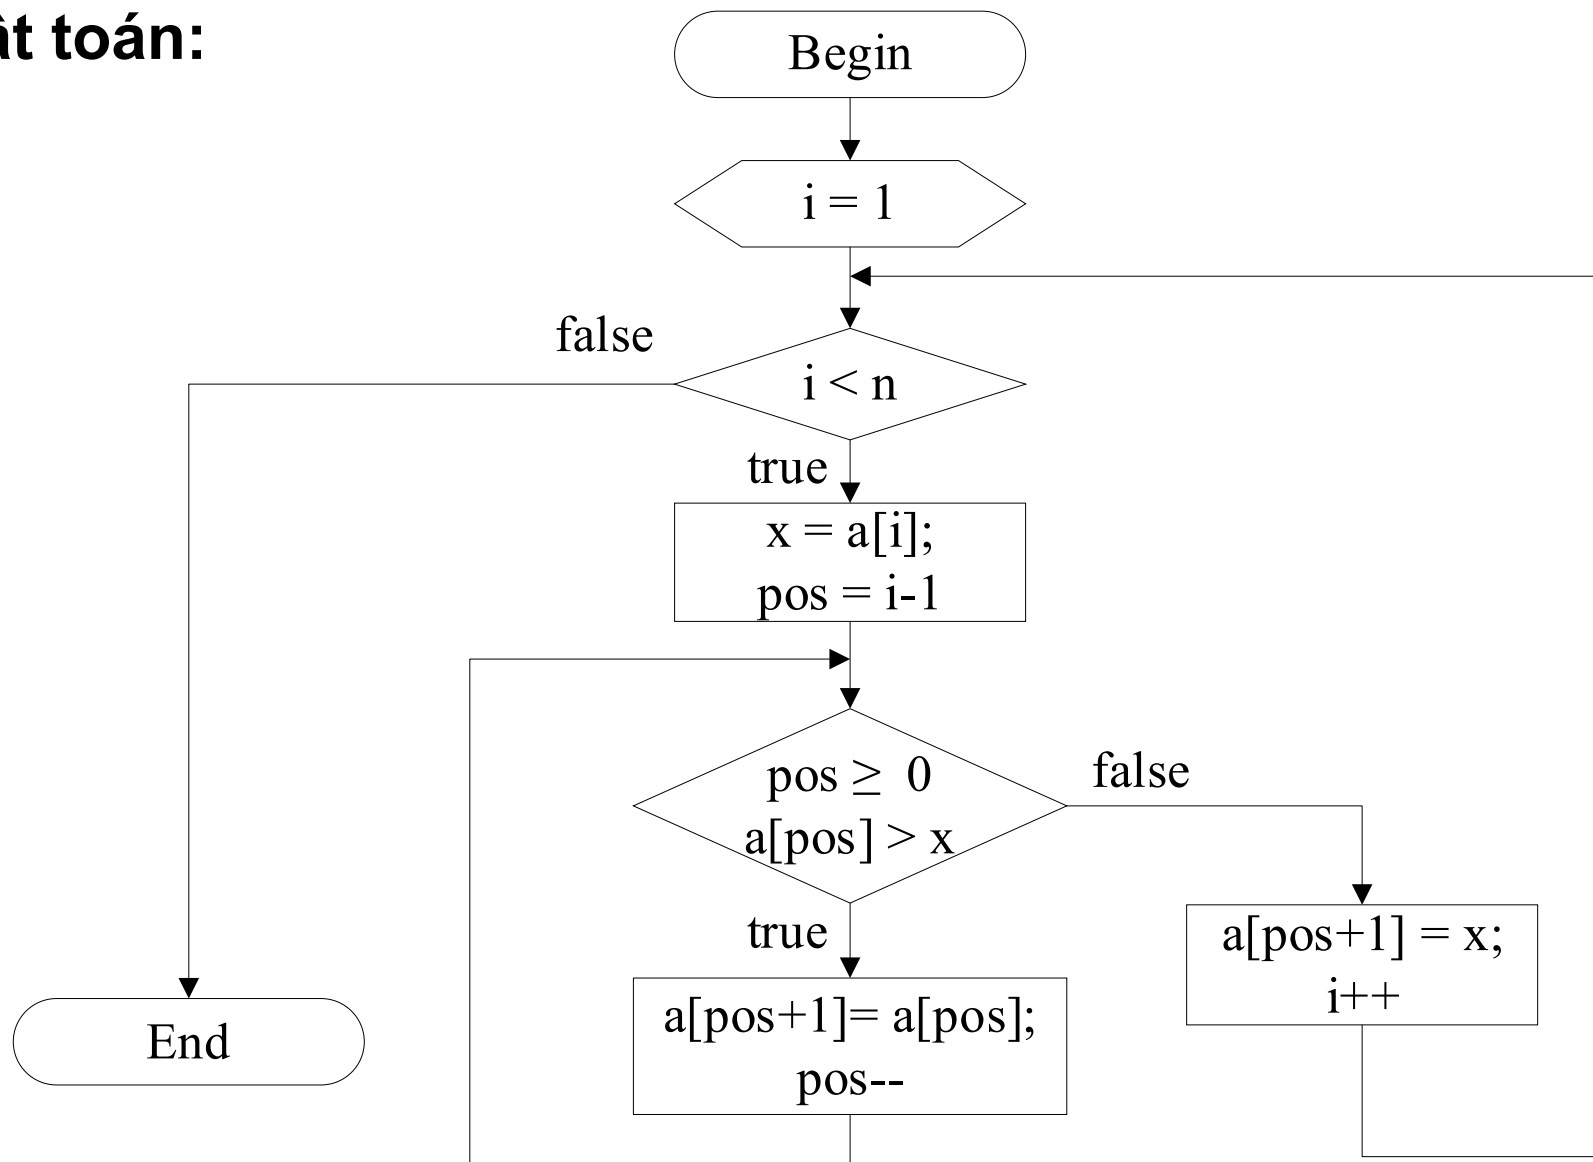 toán:
Begin
i = 1
false
i < n
true
x = a[i];
pos = i-1
pos ≥ 0
a[pos] > x
false
true
a[pos+1]= a[pos];
pos--
a[pos+1] = x;
i++
End